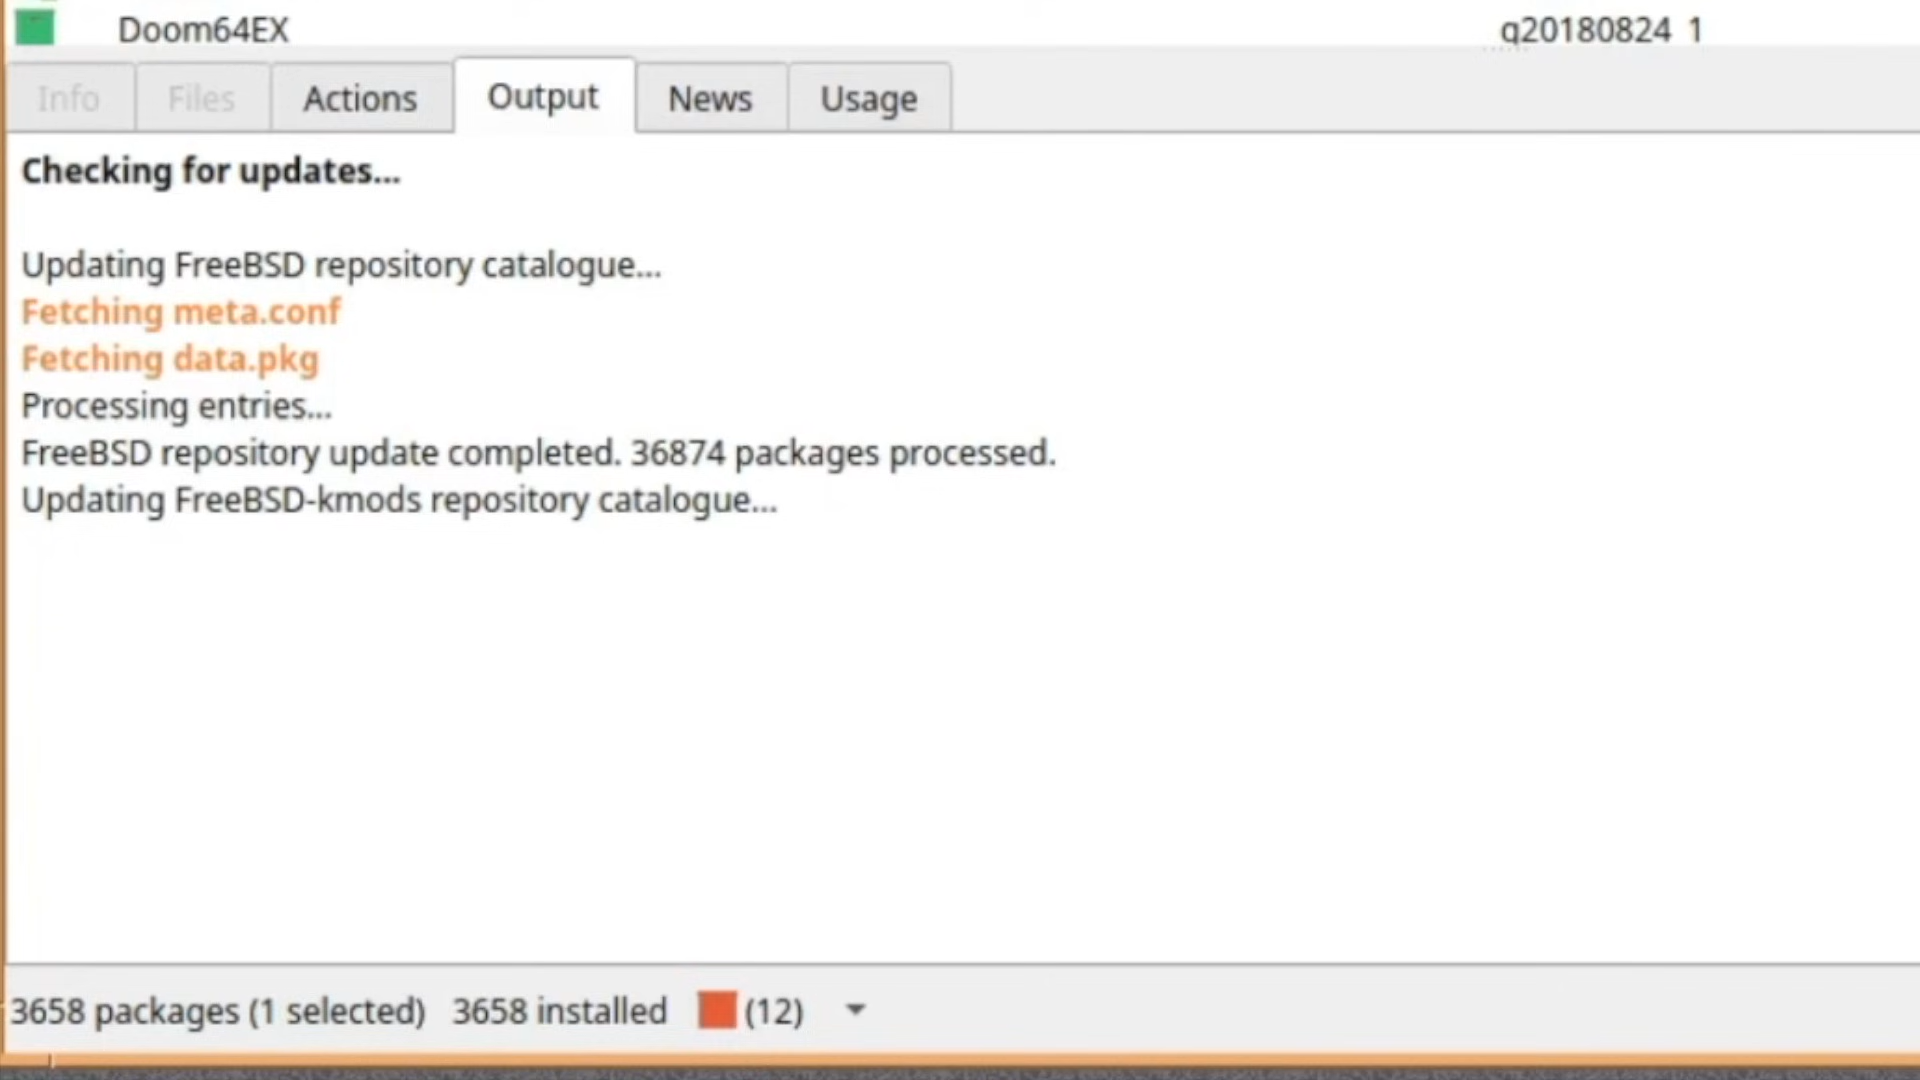 Doom64EX q20180824 1
Info Files Actions Output News Usage
Checking for updates...
Updating FreeBSD repository catalogue...
Fetching meta.conf
Fetching data.pkg
Processing entries...
FreeBSD repository update completed. 36874 packages processed.
Updating FreeBSD-kmods repository catalogue...
3658 packages (1 selected) 3658 installed (12)